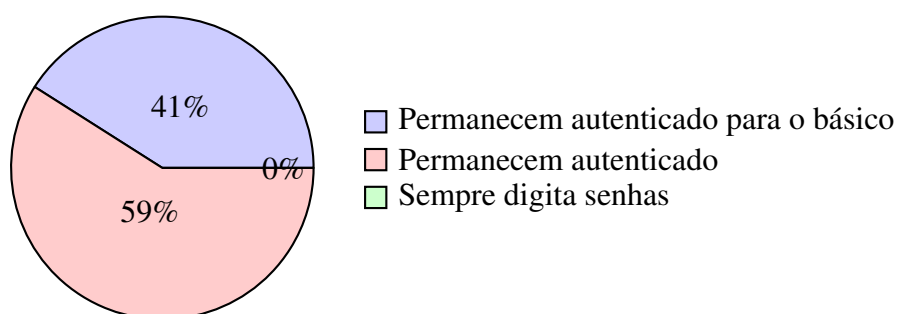 41%
Permanecem autenticado para o básico
Permanecem autenticado
0%
Sempre digita senhas
59%